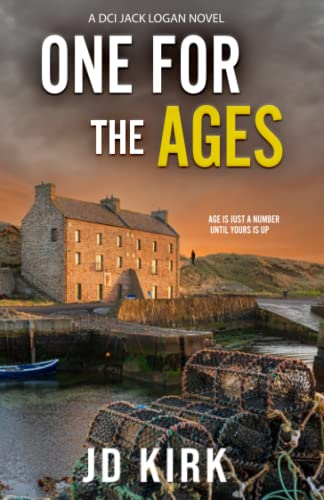 A DCI JACK LOGAN NOVEL
ONE FOR
THE AGES
AGE IS JUST A NUMBER
UNTIL YOURS IS UP
JD KIRK